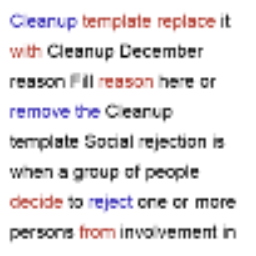 Cleanup template replace it
with Cleanup December
reason Fill reason here or
remove the Cleanup
template Social rejection is
when a group of people
decide to reject one or more
persons from involvement in